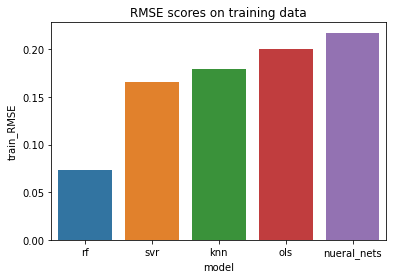 RMSE scores on training data
train_RMSE
0.20
0.15
0.10
0.05
0.00
rf svr knn ols nueral_nets
model